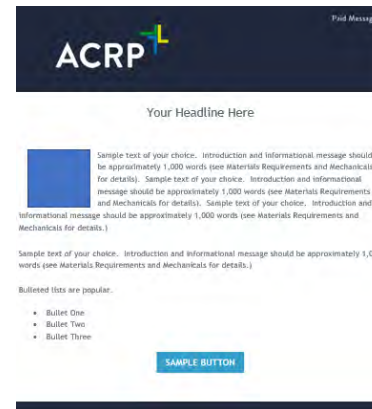 Paid Messag
ACRP
Your Headline Here
Sample text of your choice. Introduction and informational message should
be approximately 1,000 words (see Materials Requirements and Mechanicals
for details). Sample text of your choice. Introduction and informational
message should be approximately 1,000 words (see Materials Requirements
and Mechanicals for details). Sample text of your choice. Introduction and
informational message should be approximately 1,000 words (see Materials Requirements and
Mechanicals for details.)
Sample text of your choice. Introduction and informational message should be approximately 1,0
words (see Materials Requirements and Mechanicals for details.)
Bulleted lists are popular.
• Bullet One
• Bullet Two
• Bullet Three
SAMPLE BUTTON